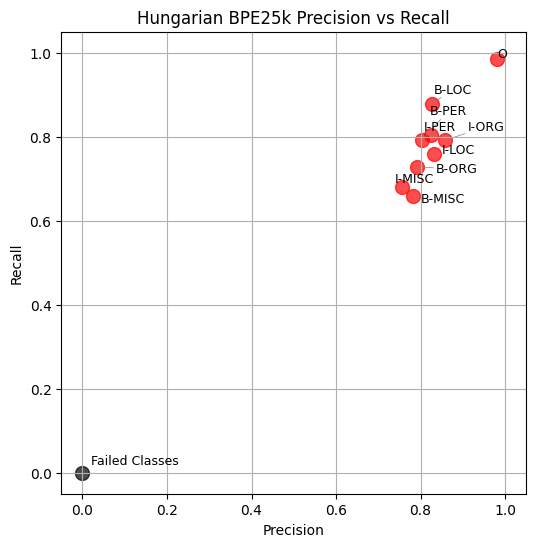 Hungarian BPE25k Precision vs Recall
1.0
O
B-LOC
B-PER
I-PER
I-ORG
0.8
I-LOC
B-ORG
I-MISC
B-MISC
0.6
Recall
0.4
0.2
Failed Classes
0.0
0.0 0.2 0.4 0.6 0.8 1.0
Precision